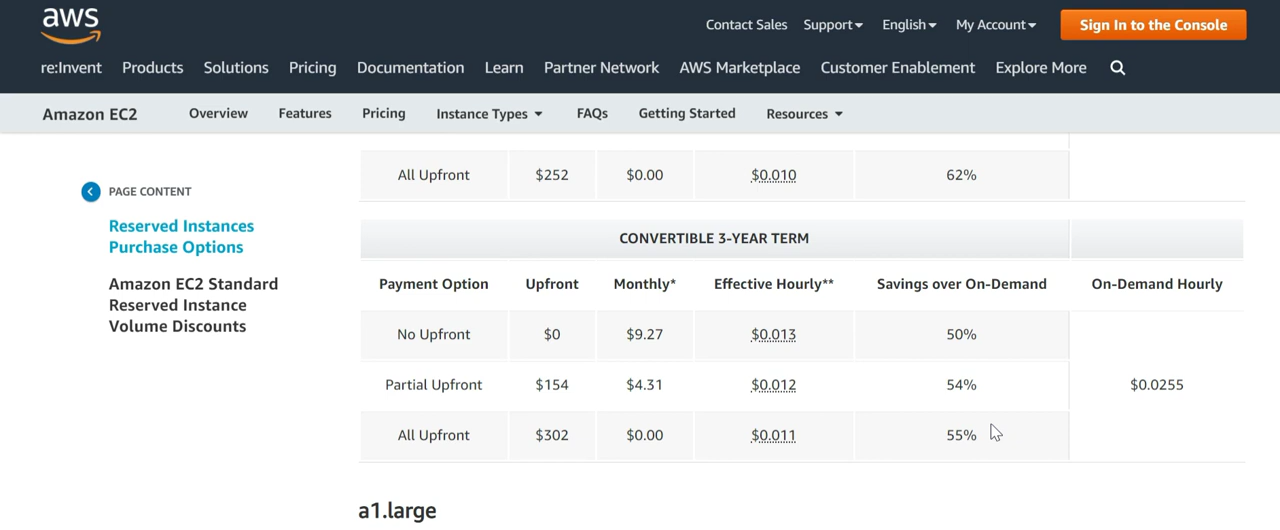 aws
Contact Sales Support English My Account Sign In to the Console
re:Invent Products Solutions Pricing Documentation Learn Partner Network AWS Marketplace Customer Enablement Explore More
Amazon EC2 Overview Features Pricing Instance Types FAQs Getting Started Resources
PAGE CONTENT
Reserved Instances
Purchase Options
Amazon EC2 Standard
Reserved Instance
Volume Discounts
All Upfront $252 $0.00 $0.010 62%
CONVERTIBLE 3-YEAR TERM
Payment Option Upfront Monthly* Effective Hourly** Savings over On-Demand On-Demand Hourly
No Upfront $0 $9.27 $0.013 50%
Partial Upfront $154 $4.31 $0.012 54% $0.0255
All Upfront $302 $0.00 $0.011 55%
a1.large